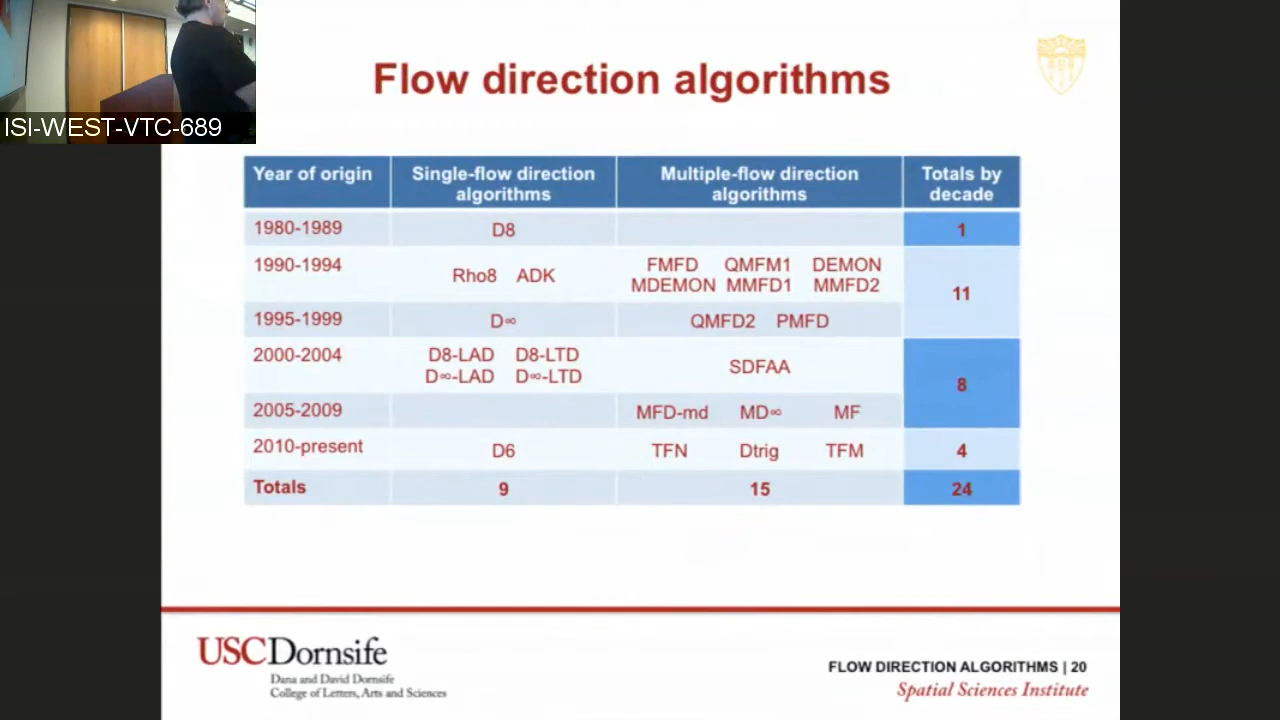 ISI-WEST-VTC-689
Flow direction algorithms
Year of origin
Single-flow direction
algorithms
Multiple-flow direction
algorithms
Totals by
decade
1980-1989
D8
1
1990-1994
Rho8 ADK
FMFD QMFM1 DEMON
MDEMON MMFD1 MMFD2
11
1995-1999
D∞
QMFD2 PMFD
2000-2004
D8-LAD D8-LTD
D∞-LAD D∞-LTD
SDFAA
8
2005-2009
MFD-md MD∞ MF
2010-present
D6
TFN Dtrig TFM
4
Totals
9
15
24
USCDornsife
Dana and David Dornsife
College of Letters, Arts and Sciences
FLOW DIRECTION ALGORITHMS | 20
Spatial Sciences Institute